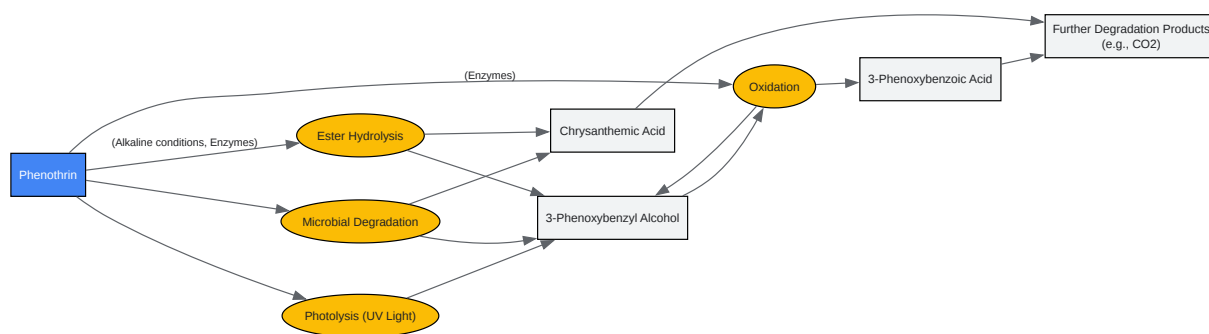 Further Degradation Products
(e.g., CO2)
(Enzymes)
Oxidation
3-Phenoxybenzoic Acid
Chrysanthemic Acid
Ester Hydrolysis
(Alkaline conditions, Enzymes)
Phenothrin
Microbial Degradation
3-Phenoxybenzyl Alcohol
Photolysis (UV Light)